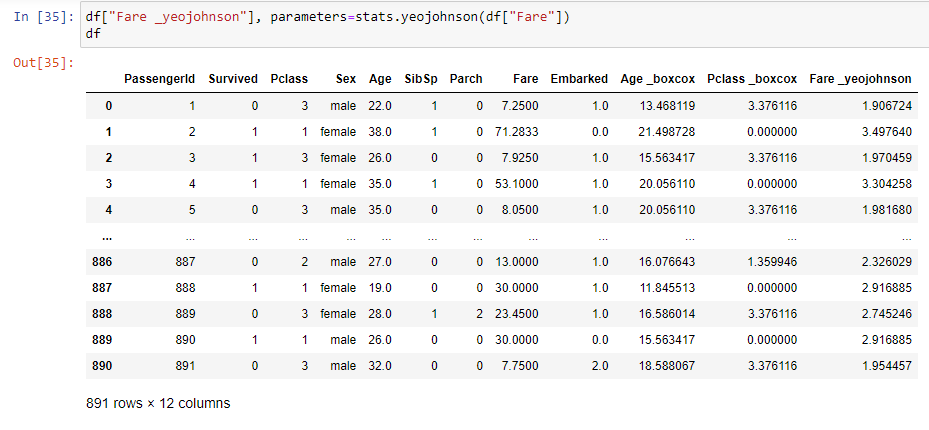 In [35]: df["Fare _yeojohnson"], parameters=stats.yeojohnson(df["Fare"])
df
Out[35]:
PassengerId Survived Pclass Sex Age SibSp Parch Fare Embarked Age _boxcox Pclass _boxcox Fare _yeojohnson
0 1 0 3 male 22.0 1 0 7.2500 1.0 13.468119 3.376116 1.906724
1 2 1 1 female 38.0 1 0 71.2833 0.0 21.498728 0.000000 3.497640
2 3 1 3 female 26.0 0 0 7.9250 1.0 15.563417 3.376116 1.970459
3 4 1 1 female 35.0 1 0 53.1000 1.0 20.056110 0.000000 3.304258
4 5 0 3 male 35.0 0 0 8.0500 1.0 20.056110 3.376116 1.981680
... ... ... ... ... ... ... ... ... ... ... ... ...
886 887 0 2 male 27.0 0 0 13.0000 1.0 16.076643 1.359946 2.326029
887 888 1 1 female 19.0 0 0 30.0000 1.0 11.845513 0.000000 2.916885
888 889 0 3 female 28.0 1 2 23.4500 1.0 16.586014 3.376116 2.745246
889 890 1 1 male 26.0 0 0 30.0000 0.0 15.563417 0.000000 2.916885
890 891 0 3 male 32.0 0 0 7.7500 2.0 18.588067 3.376116 1.954457
891 rows × 12 columns